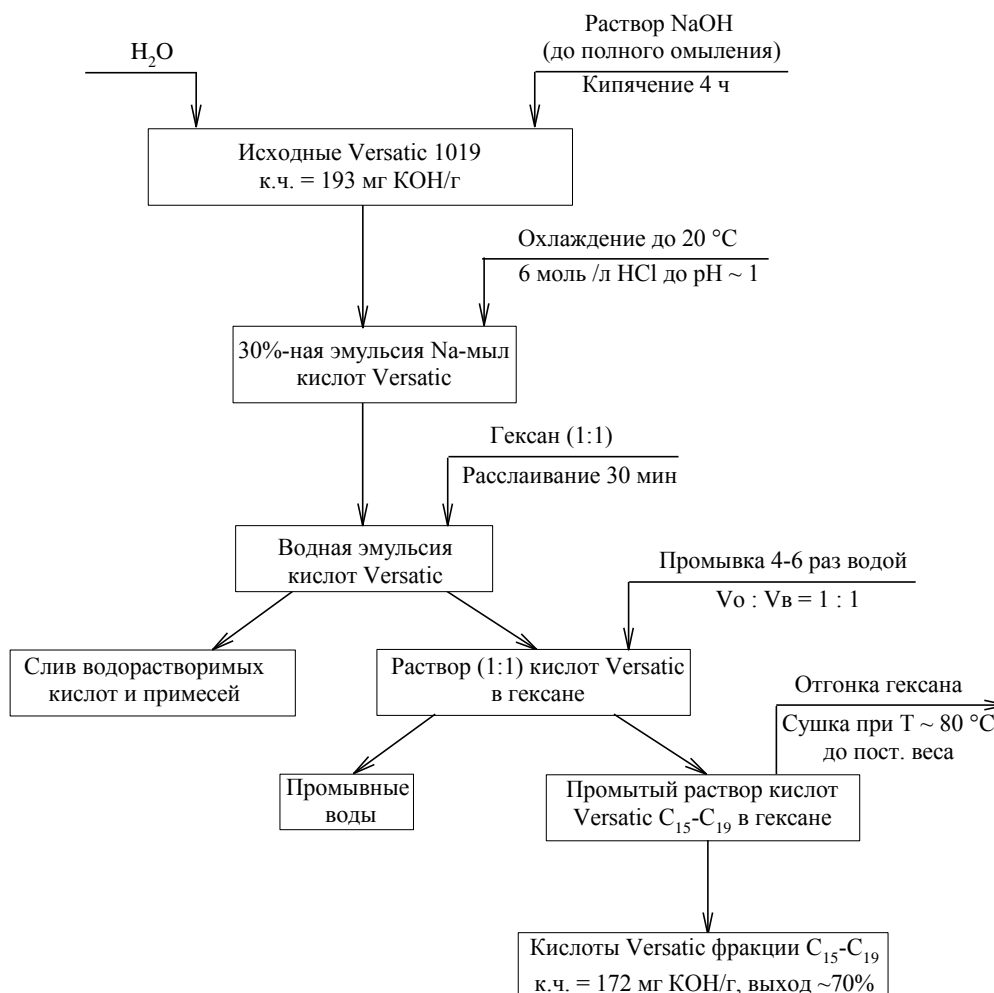 H₂O
Раствор NaOH
(до полного омыления)
Кипячение 4 ч
Исходные Versatic 1019
к.ч. = 193 мг КОН/г
Охлаждение до 20 °C
6 моль /л HCl до pH ~ 1
30%-ная эмульсия Na-мыл
кислот Versatic
Гексан (1:1)
Расслаивание 30 мин
Водная эмульсия
кислот Versatic
Промывка 4-6 раз водой
Vо : Vв = 1 : 1
Слив водорастворимых
кислот и примесей
Раствор (1:1) кислот Versatic
в гексане
Отгонка гексана
Сушка при T ~ 80 °C
до пост. веса
Промывные
воды
Промытый раствор кислот
Versatic C₁₅-C₁₉ в гексане
Кислоты Versatic фракции C₁₅-C₁₉
к.ч. = 172 мг КОН/г, выход ~70%